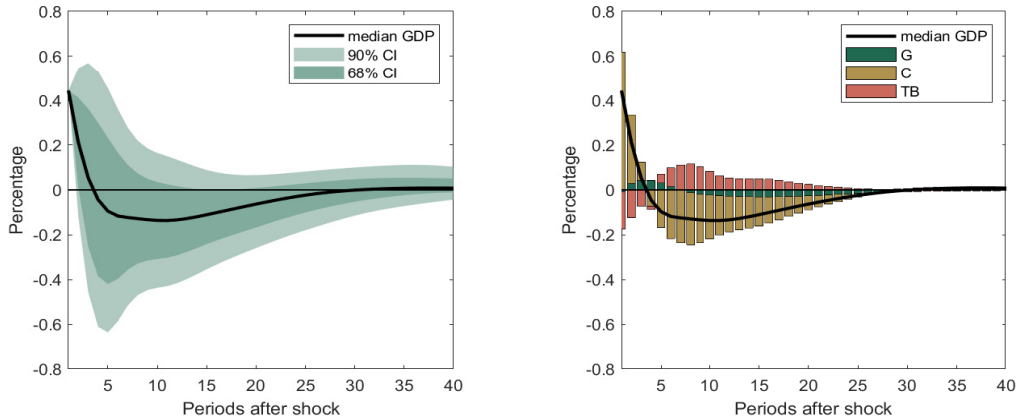 0.8
0.6
0.4
0.2
0
-0.2
-0.4
-0.6
-0.8
Percentage
median GDP
90% CI
68% CI
5 10 15 20 25 30 35 40
Periods after shock
0.8
0.6
0.4
0.2
0
-0.2
-0.4
-0.6
-0.8
Percentage
median GDP
G
C
TB
5 10 15 20 25 30 35 40
Periods after shock